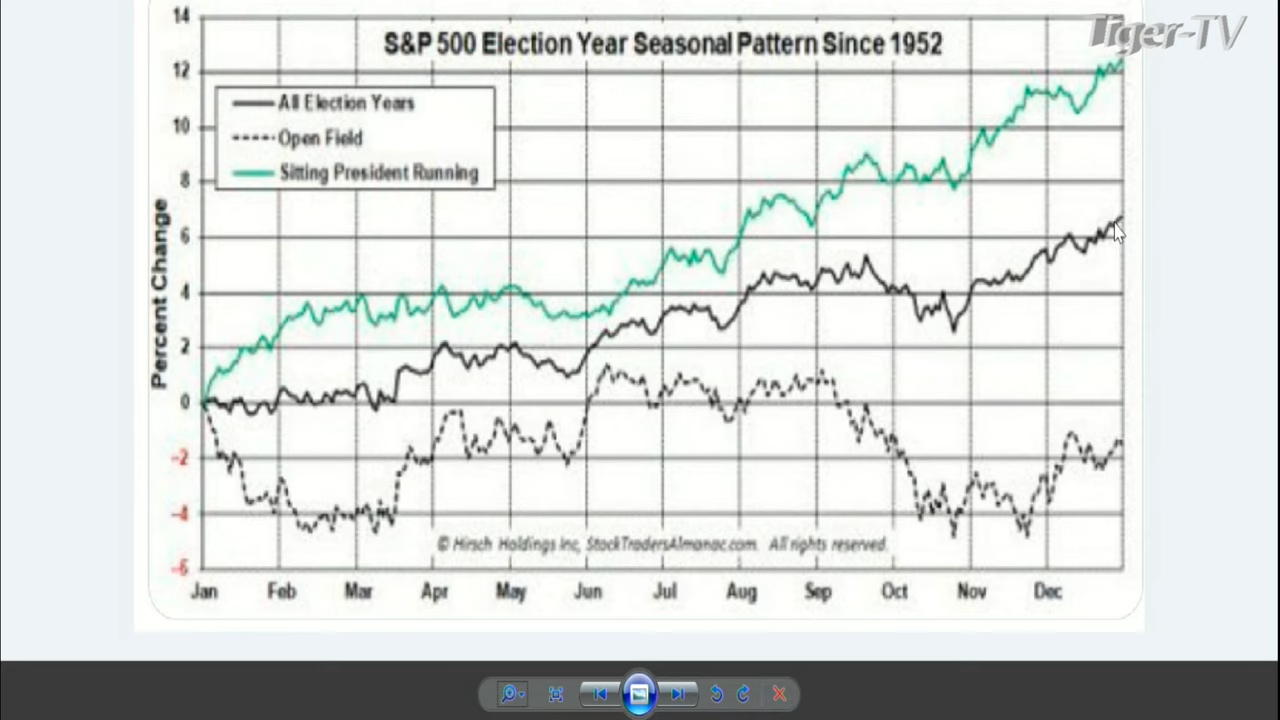 Tiger-TV
S&P 500 Election Year Seasonal Pattern Since 1952
All Election Years
Open Field
Sitting President Running
Percent Change
14
12
10
8
6
4
2
0
-2
-4
-6
© Hirsch Holdings Inc, StockTradersAlmanac.com. All rights reserved.
Jan Feb Mar Apr May Jun Jul Aug Sep Oct Nov Dec